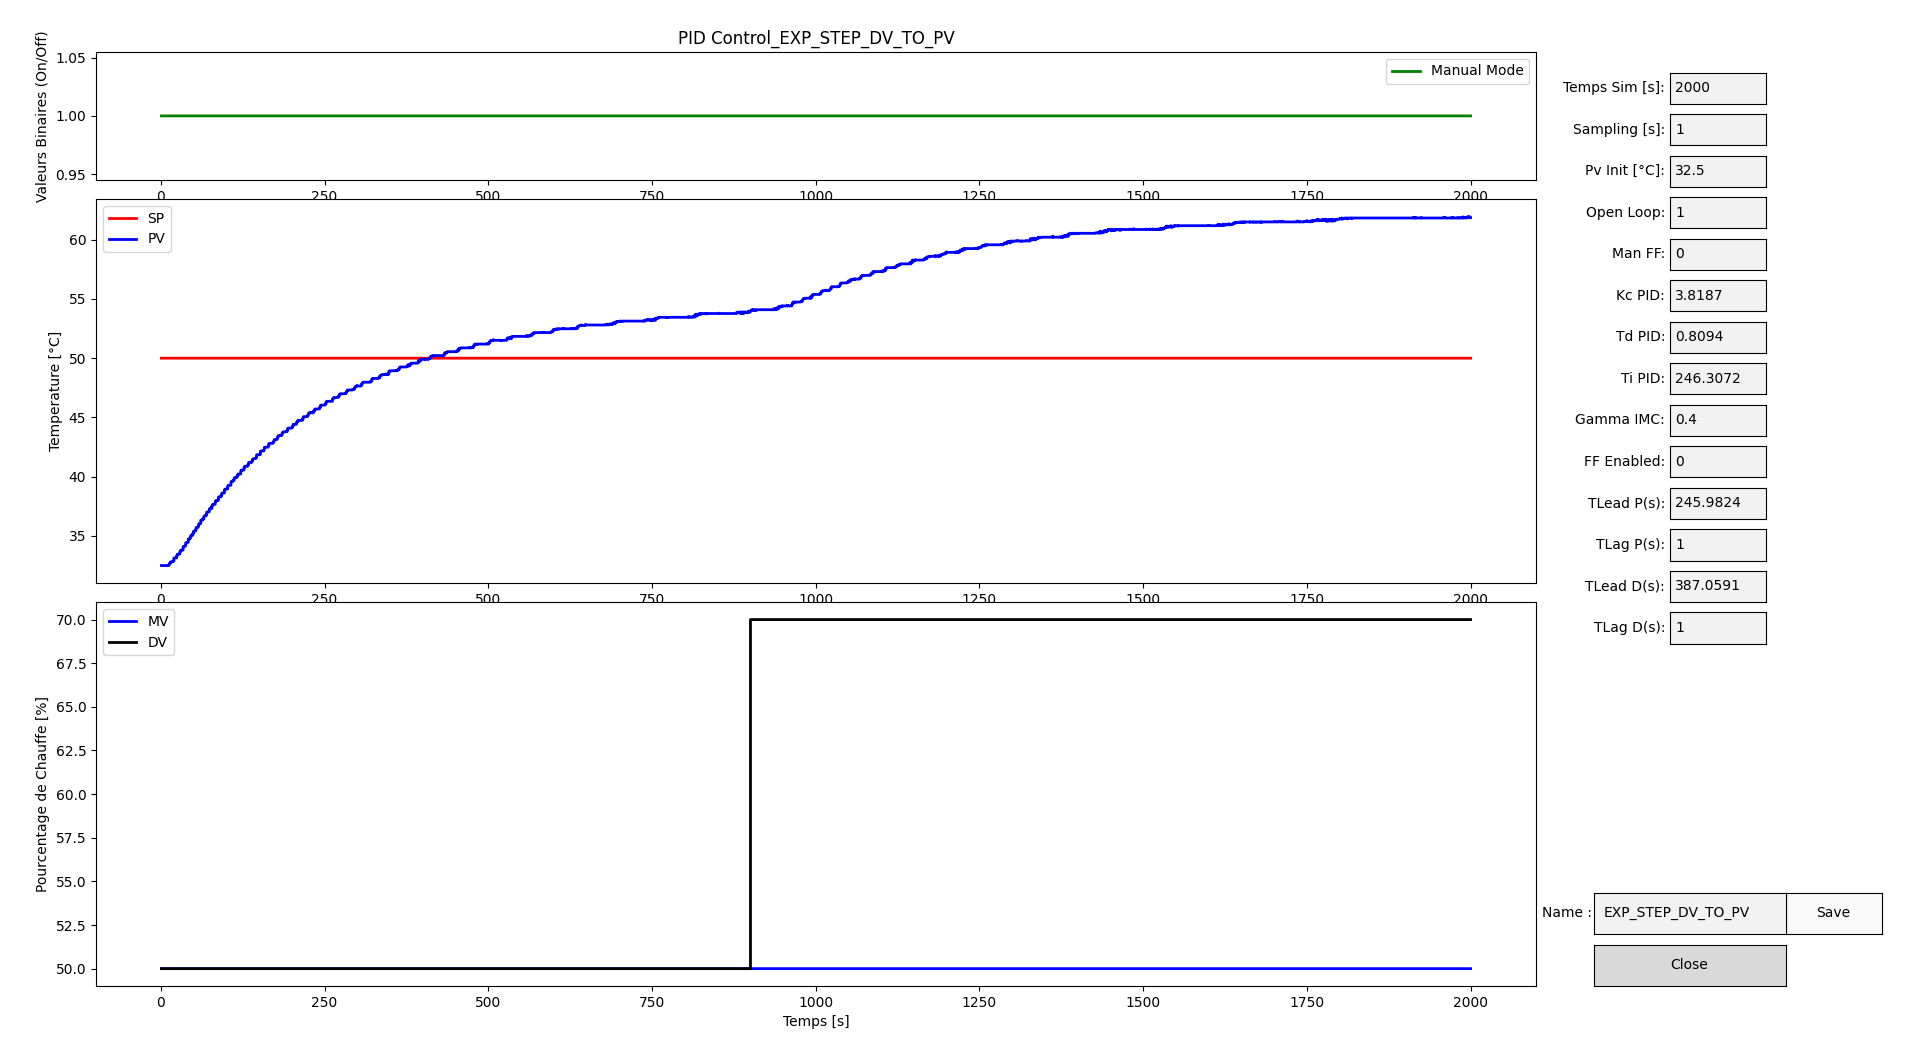 PID Control_EXP_STEP_DV_TO_PV
Valeurs Binaires (On/Off)
1.05
1.00
0.95
Manual Mode
0 250 500 750 1000 1250 1500 1750 2000
Temperature [°C]
60
55
50
45
40
35
SP
PV
0 250 500 750 1000 1250 1500 1750 2000
Pourcentage de Chauffe [%]
70.0
67.5
65.0
62.5
60.0
57.5
55.0
52.5
50.0
MV
DV
0 250 500 750 1000 1250 1500 1750 2000
Temps [s]
Temps Sim [s]: 2000
Sampling [s]: 1
Pv Init [°C]: 32.5
Open Loop: 1
Man FF: 0
Kc PID: 3.8187
Td PID: 0.8094
Ti PID: 246.3072
Gamma IMC: 0.4
FF Enabled: 0
TLead P(s): 245.9824
TLag P(s): 1
TLead D(s): 387.0591
TLag D(s): 1
Name : EXP_STEP_DV_TO_PV Save
Close